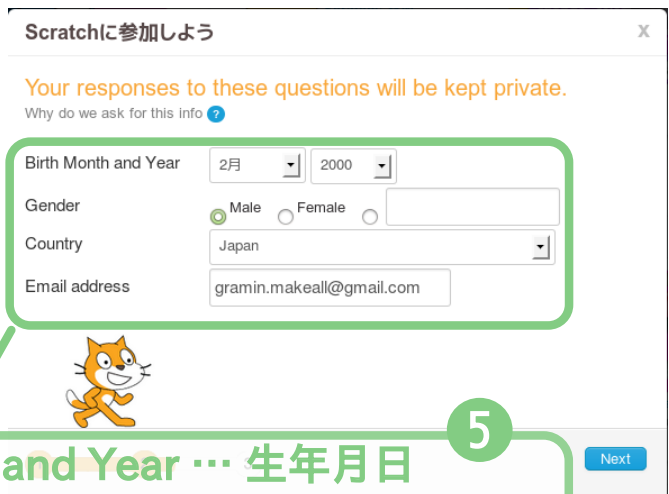 Scratchに参加しよう x
Your responses to these questions will be kept private.
Why do we ask for this info ?
Birth Month and Year 2月 2000
Gender Male Female
Country Japan
Email address gramin.makeall@gmail.com
5
and Year … 生年月日
Next